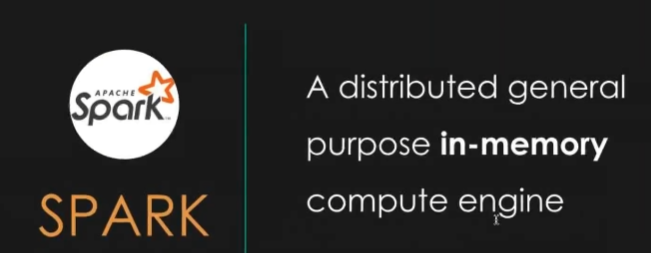 APACHE
Spark
SPARK
A distributed general
purpose in-memory
compute engine